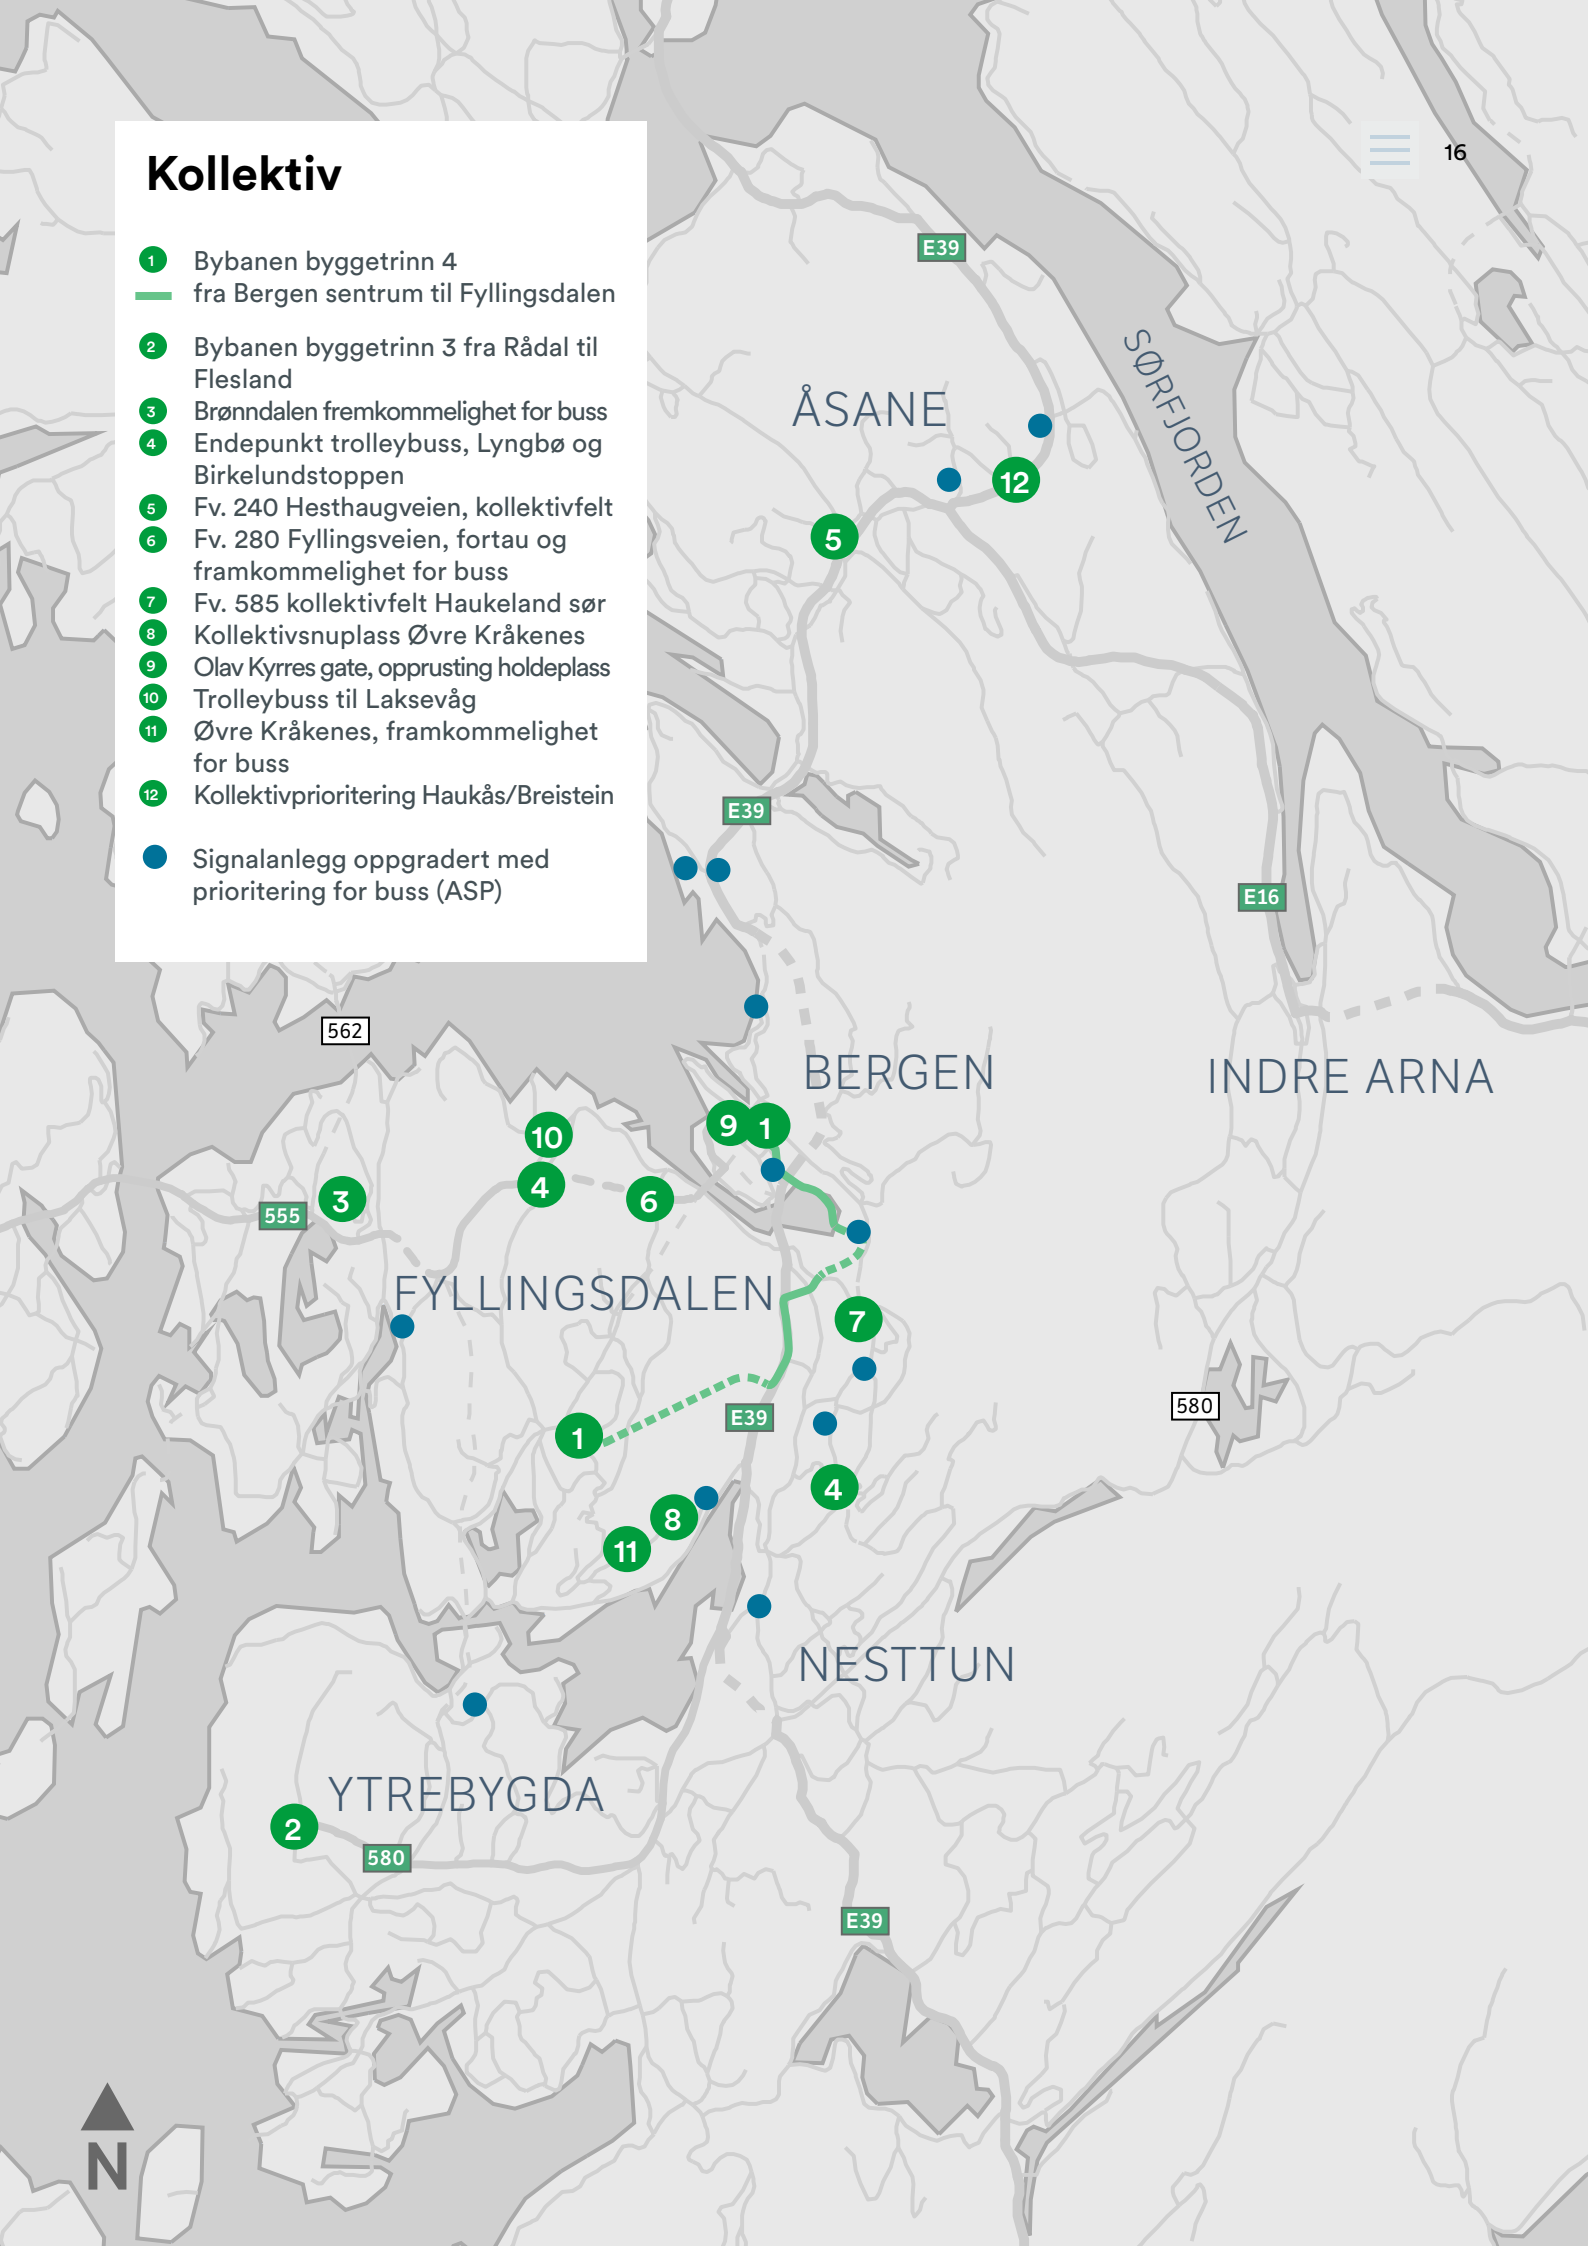 16
Kollektiv
1 Bybanen byggetrinn 4
fra Bergen sentrum til Fyllingsdalen
2 Bybanen byggetrinn 3 fra Rådal til
Flesland
3 Brønndalen fremkommelighet for buss
4 Endepunkt trolleybuss, Lyngbø og
Birkelundstoppen
5 Fv. 240 Hesthaugveien, kollektivfelt
6 Fv. 280 Fyllingsveien, fortau og
framkommelighet for buss
7 Fv. 585 kollektivfelt Haukeland sør
8 Kollektivsnuplass Øvre Kråkenes
9 Olav Kyrres gate, opprusting holdeplass
10 Trolleybuss til Laksevåg
11 Øvre Kråkenes, framkommelighet
for buss
12 Kollektivprioritering Haukås/Breistein
Signalanlegg oppgradert med
prioritering for buss (ASP)
E39
SØRFJORDEN
ÅSANE
12
5
E39
E16
562
BERGEN
INDRE ARNA
9
1
10
4
6
3
555
FYLLINGSDALEN
7
580
E39
1
4
8
11
NESTTUN
YTREBYGDA
2
580
E39
N